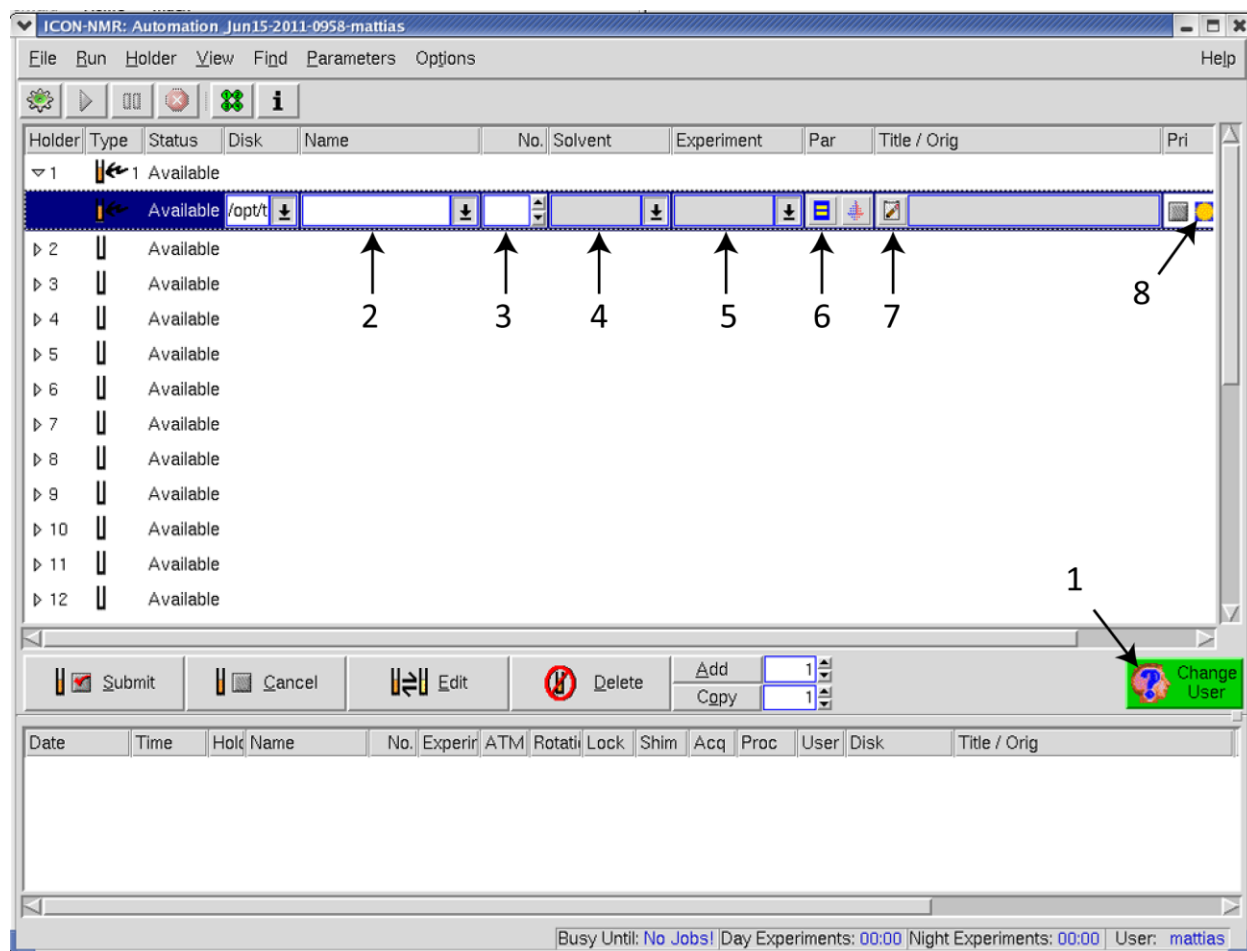 ICON-NMR: Automation Jun15-2011-0958-mattias
File Run Holder View Find Parameters Options Help
i
Holder Type Status Disk Name No. Solvent Experiment Par Title / Orig Pri
1 1 Available
Available /opt/t
2 Available
3 Available
4 Available
5 Available
6 Available
7 Available
8 Available
9 Available
10 Available
11 Available
12 Available
2 3 4 5 6 7 8
1
Submit Cancel Edit Delete Add 1 Change User
Copy 1
Date Time Hold Name No. Experir ATM Rotati Lock Shim Acq Proc User Disk Title / Orig
Busy Until: No Jobs! Day Experiments: 00:00 Night Experiments: 00:00 User: mattias